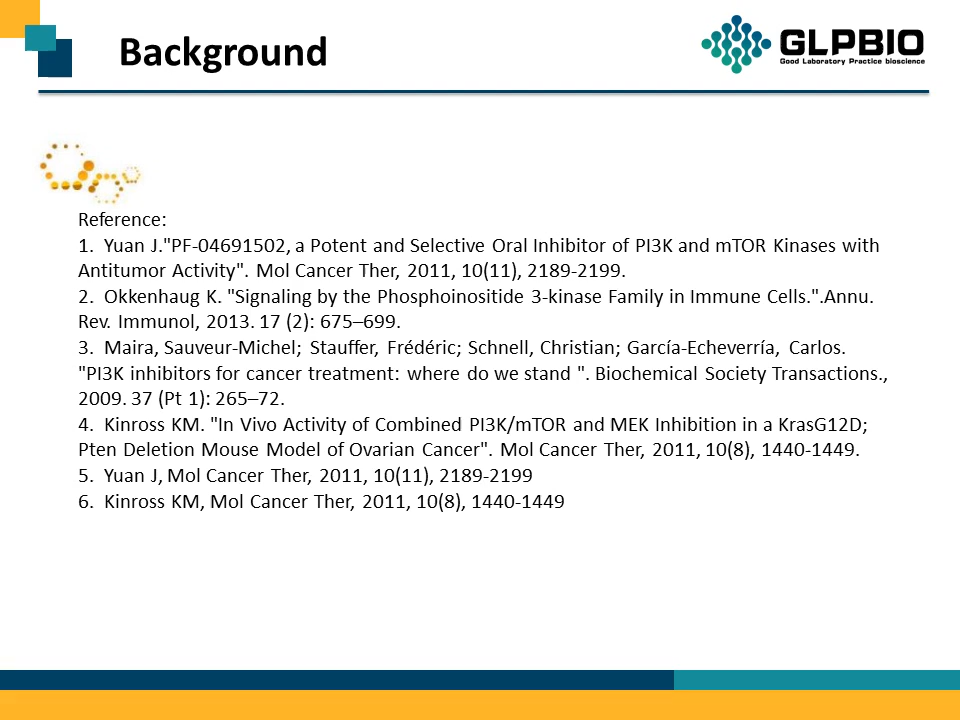 Background
GLPBIO
Good Laboratory Practice bioscience
Reference:
1. Yuan J."PF-04691502, a Potent and Selective Oral Inhibitor of PI3K and mTOR Kinases with
Antitumor Activity". Mol Cancer Ther, 2011, 10(11), 2189-2199.
2. Okkenhaug K. "Signaling by the Phosphoinositide 3-kinase Family in Immune Cells.".Annu.
Rev. Immunol, 2013. 17 (2): 675–699.
3. Maira, Sauveur-Michel; Stauffer, Frédéric; Schnell, Christian; García-Echeverría, Carlos.
"PI3K inhibitors for cancer treatment: where do we stand ". Biochemical Society Transactions.,
2009. 37 (Pt 1): 265–72.
4. Kinross KM. "In Vivo Activity of Combined PI3K/mTOR and MEK Inhibition in a KrasG12D;
Pten Deletion Mouse Model of Ovarian Cancer". Mol Cancer Ther, 2011, 10(8), 1440-1449.
5. Yuan J, Mol Cancer Ther, 2011, 10(11), 2189-2199
6. Kinross KM, Mol Cancer Ther, 2011, 10(8), 1440-1449